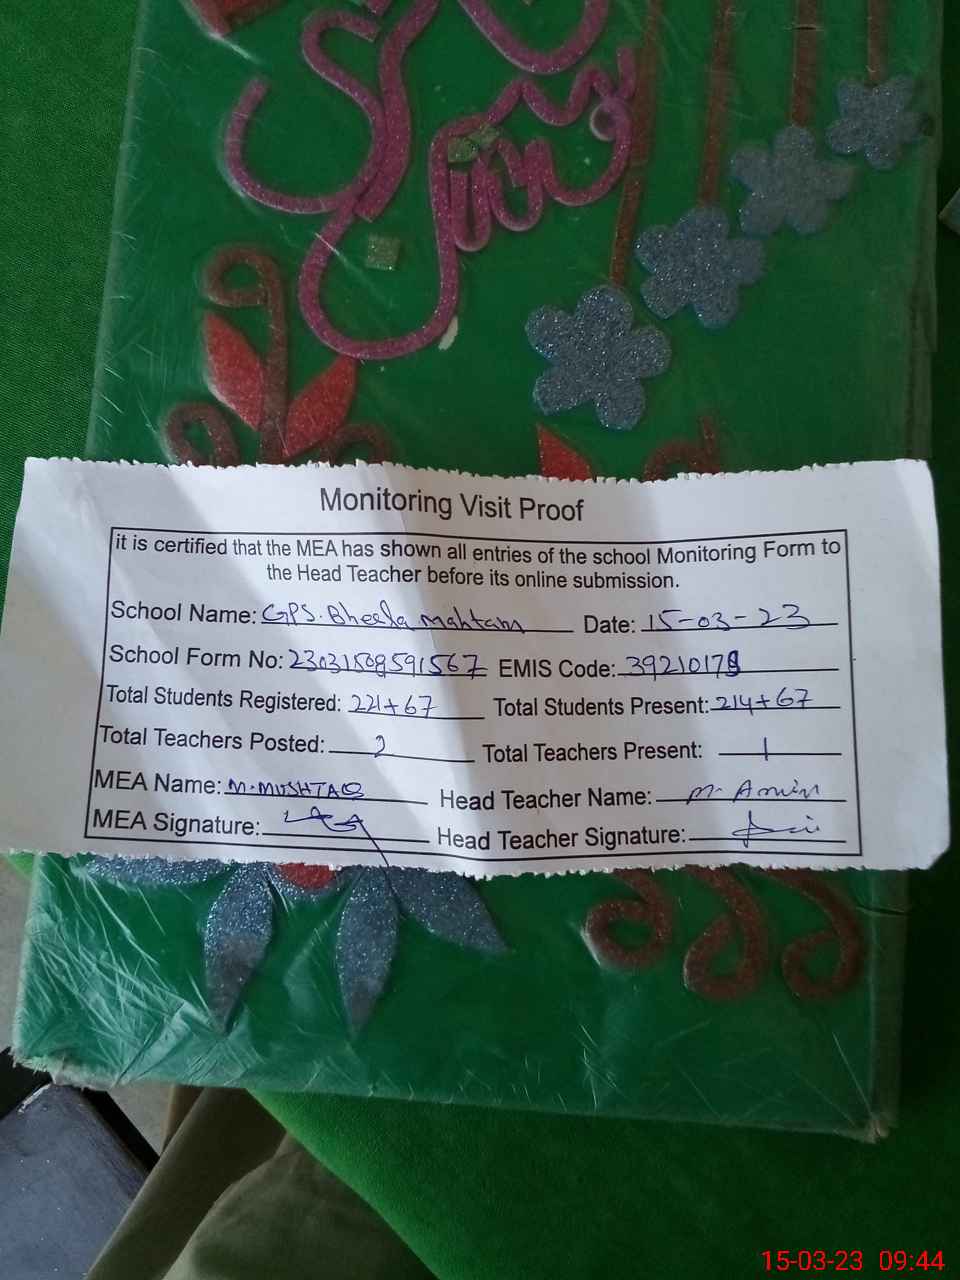 Monitoring Visit Proof
it is certified that the MEA has shown all entries of the school Monitoring Form to
the Head Teacher before its online submission.
School Name: GPS. Bheela Mahtam Date: 15-03-23
School Form No: 23031508591567 EMIS Code: 39210178
Total Students Registered: 221+67 Total Students Present: 214+67
Total Teachers Posted: 2 Total Teachers Present: 1
MEA Name: M. MUSHTAQ Head Teacher Name: M. Amin
MEA Signature: Head Teacher Signature:
15-03-23 09:44